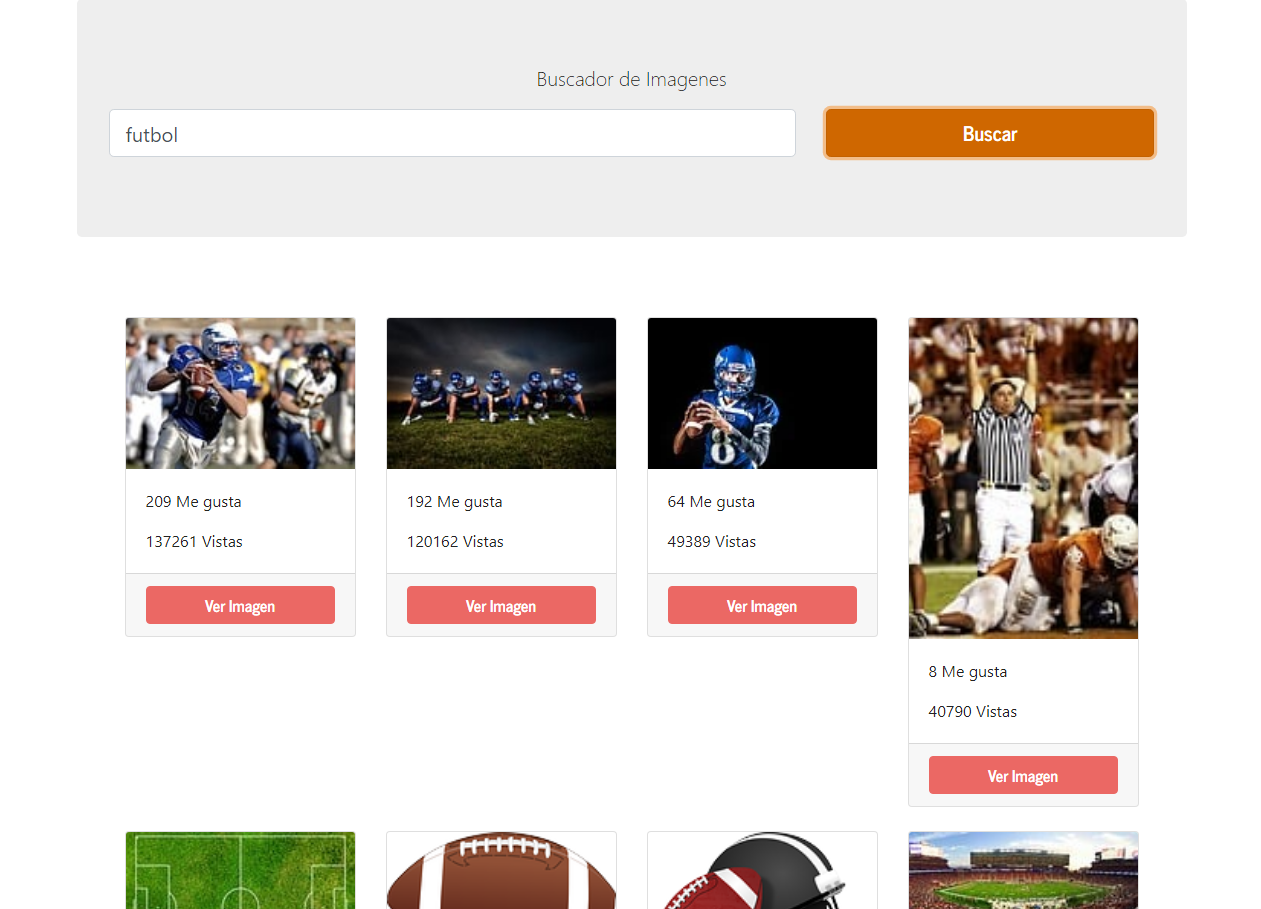 Buscador de Imagenes
futbol
Buscar
209 Me gusta
137261 Vistas
Ver Imagen
192 Me gusta
120162 Vistas
Ver Imagen
64 Me gusta
49389 Vistas
Ver Imagen
8
8 Me gusta
40790 Vistas
Ver Imagen